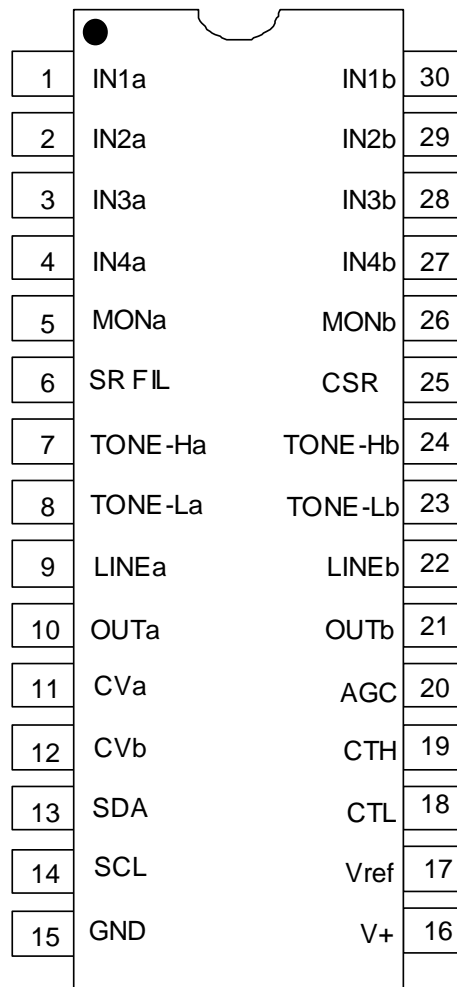 1 IN1a IN1b 30
2 IN2a IN2b 29
3 IN3a IN3b 28
4 IN4a IN4b 27
5 MONa MONb 26
6 SR FIL CSR 25
7 TONE-Ha TONE-Hb 24
8 TONE-La TONE-Lb 23
9 LINEa LINEb 22
10 OUTa OUTb 21
11 CVa AGC 20
12 CVb CTH 19
13 SDA CTL 18
14 SCL Vref 17
15 GND V+ 16